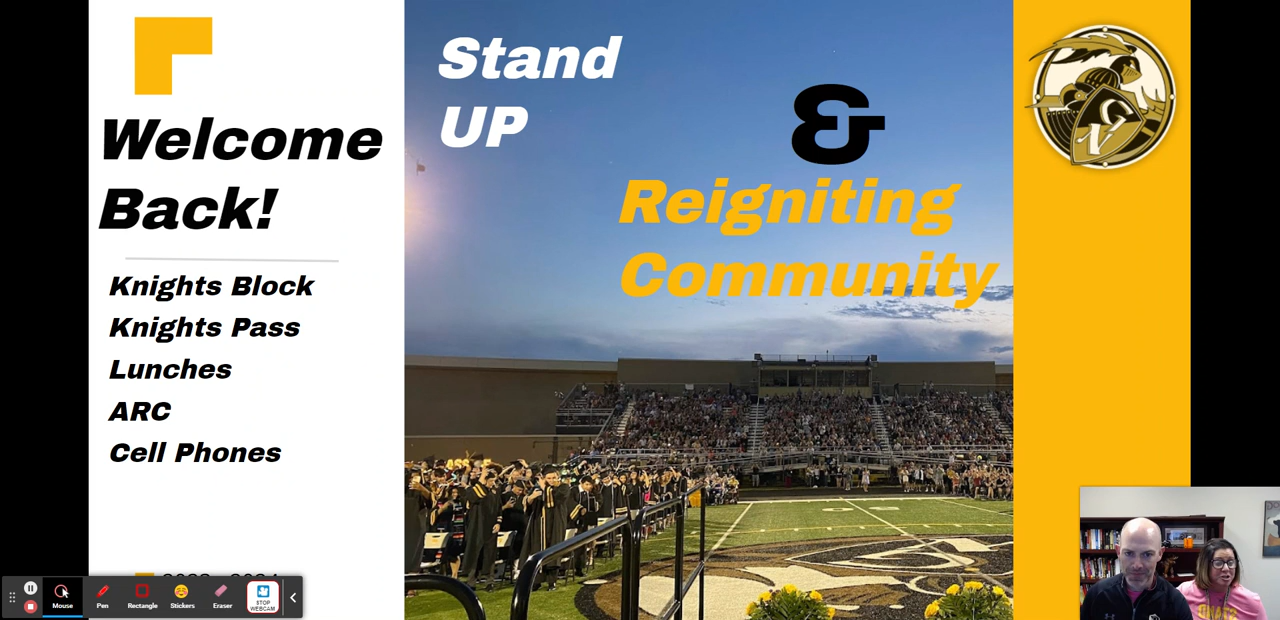 Welcome
Back!
Knights Block
Knights Pass
Lunches
ARC
Cell Phones
Stand
UP
&
Reigniting
Community
GV
Mouse
Pen
Rectangle
Stickers
Eraser
STOP
WEBCAM